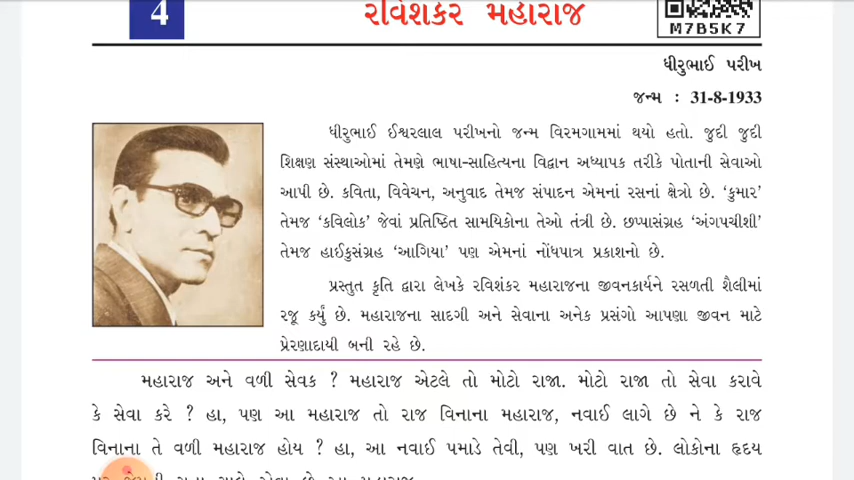 4
રવિશંકર મહારાજ
M7B5K7
ધીરુભાઈ પરીખ
જન્મ : 31-8-1933
ધીરુભાઈ ઈશ્વરલાલ પરીખનો જન્મ વિરમગામમાં થયો હતો. જુદી જુદી
શિક્ષણ સંસ્થાઓમાં તેમણે ભાષા-સાહિત્યના વિદ્વાન અધ્યાપક તરીકે પોતાની સેવાઓ
આપી છે. કવિતા, વિવેચન, અનુવાદ તેમજ સંપાદન એમનાં રસનાં ક્ષેત્રો છે. ‘કુમાર’
તેમજ ‘કવિલોક’ જેવાં પ્રતિષ્ઠિત સામયિકોના તેઓ તંત્રી છે. છપ્પાસંગ્રહ ‘અંગપચીશી’
તેમજ હાઈકુસંગ્રહ ‘આગિયા’ પણ એમનાં નોંધપાત્ર પ્રકાશનો છે.
પ્રસ્તુત કૃતિ દ્વારા લેખકે રવિશંકર મહારાજના જીવનકાર્યને રસળતી શૈલીમાં
રજૂ કર્યું છે. મહારાજના સાદગી અને સેવાના અનેક પ્રસંગો આપણા જીવન માટે
પ્રેરણાદાયી બની રહે છે.
મહારાજ અને વળી સેવક ? મહારાજ એટલે તો મોટો રાજા. મોટો રાજા તો સેવા કરાવે
કે સેવા કરે ? હા, પણ આ મહારાજ તો રાજ વિનાના મહારાજ, નવાઈ લાગે છે ને કે રાજ
વિનાના તે વળી મહારાજ હોય ? હા, આ નવાઈ પમાડે તેવી, પણ ખરી વાત છે. લોકોના હૃદય